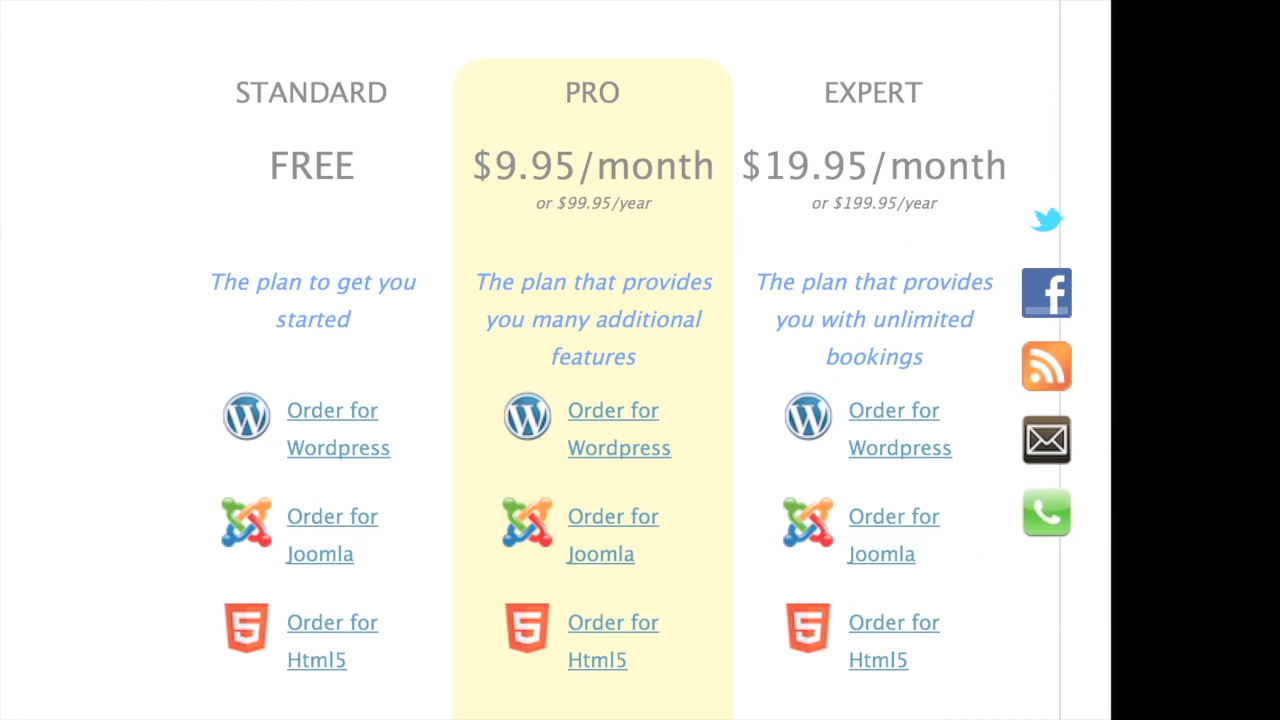 STANDARD
FREE
The plan to get you
started
Order for
Wordpress
Order for
Joomla
Order for
Html5
PRO
$9.95/month
or $99.95/year
The plan that provides
you many additional
features
Order for
Wordpress
Order for
Joomla
Order for
Html5
EXPERT
$19.95/month
or $199.95/year
The plan that provides
you with unlimited
bookings
Order for
Wordpress
Order for
Joomla
Order for
Html5